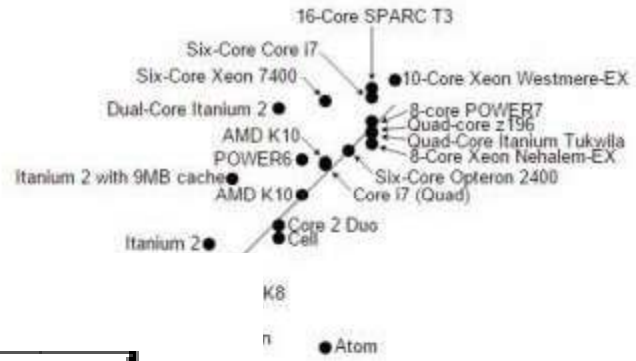 16-Core SPARC T3
Six-Core Core i7
Six-Core Xeon 7400
10-Core Xeon Westmere-EX
Dual-Core Itanium 2
8-core POWER7
Quad-core z196
AMD K10
Quad-Core Itanium Tukwila
POWER6
8-Core Xeon Nehalem-EX
Itanium 2 with 9MB cache
Six-Core Opteron 2400
AMD K10
Core i7 (Quad)
Core 2 Duo
Cell
Itanium 2
K8
n
Atom